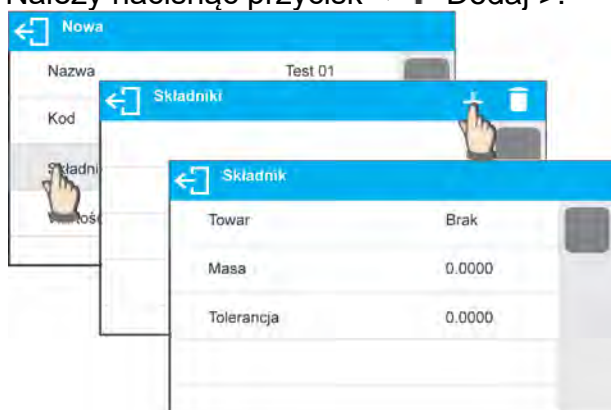 Należy nacisnąć przycisk < + Dodaj >.
Nowa
Nazwa Test 01
Kod
Składniki
Składnik
Towar Brak
Masa 0.0000
Tolerancja 0.0000